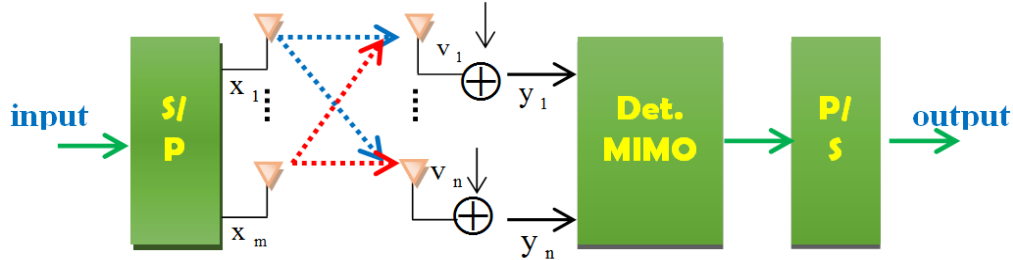 input
S/
P
x 1
x m
v 1
v n
y 1
y n
Det.
MIMO
P/
S
output